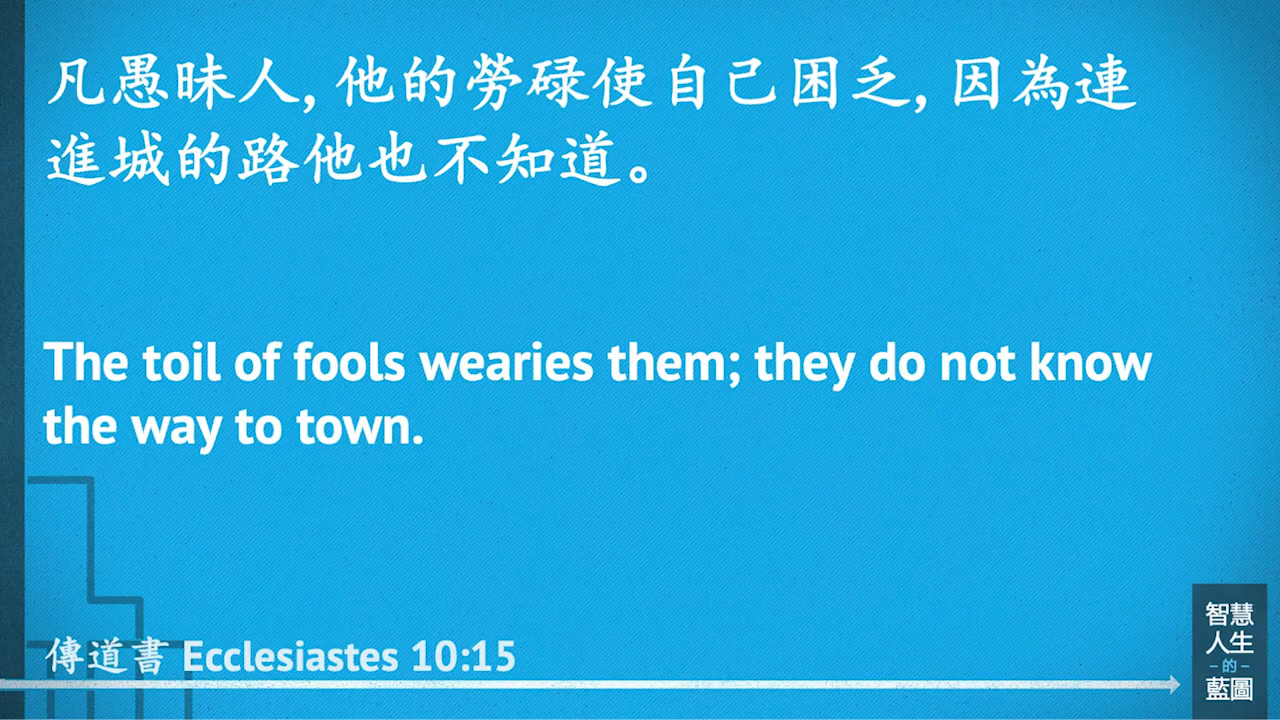 凡愚昧人, 他的勞碌使自己困乏, 因為連
進城的路他也不知道。
The toil of fools wearies them; they do not know
the way to town.
傳道書 Ecclesiastes 10:15
智慧
人生
–的–
藍圖